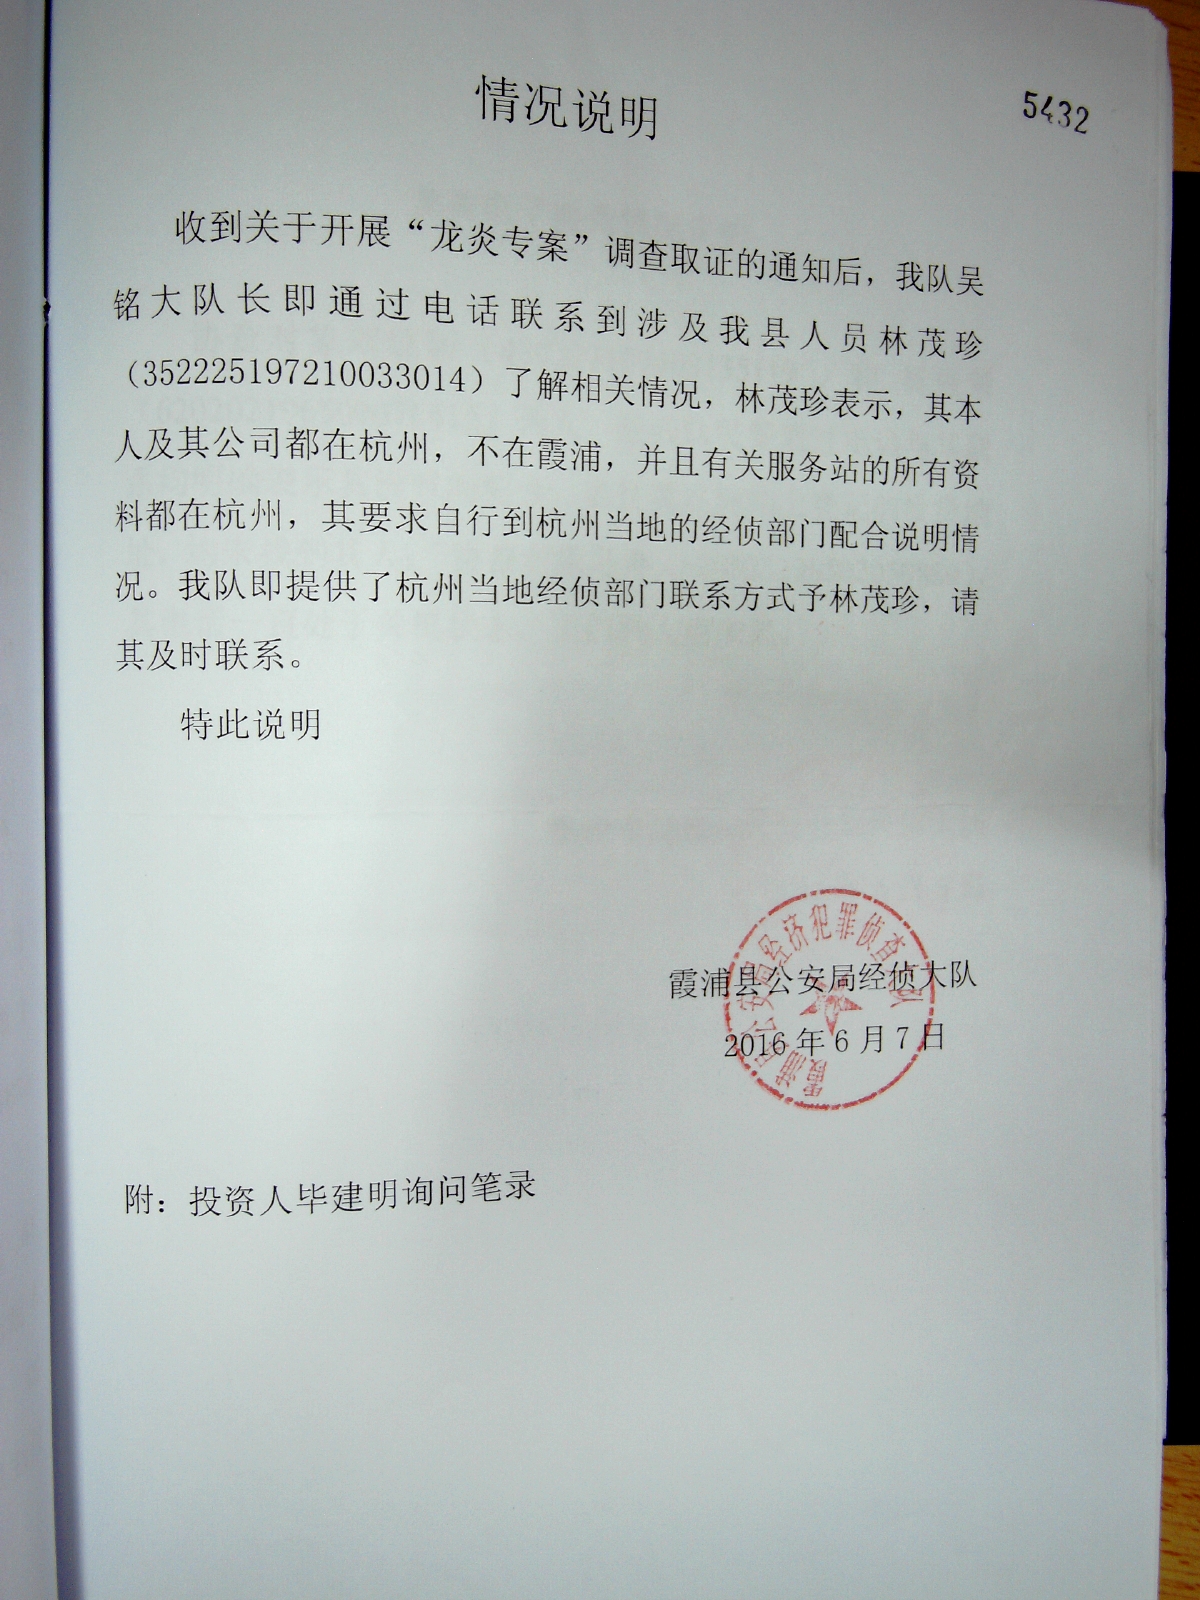 情况说明
5432
收到关于开展“龙炎专案”调查取证的通知后，我队吴
铭大队长即通过电话联系到涉及我县人员林茂珍
（352225197210033014）了解相关情况，林茂珍表示，其本
人及其公司都在杭州，不在霞浦，并且有关服务站的所有资
料都在杭州，其要求自行到杭州当地的经侦部门配合说明情
况。我队即提供了杭州当地经侦部门联系方式予林茂珍，请
其及时联系。
特此说明
霞浦县公安局经济犯罪侦查大队
霞浦县公安局经侦大队
2016年6月7日
附：投资人毕建明询问笔录